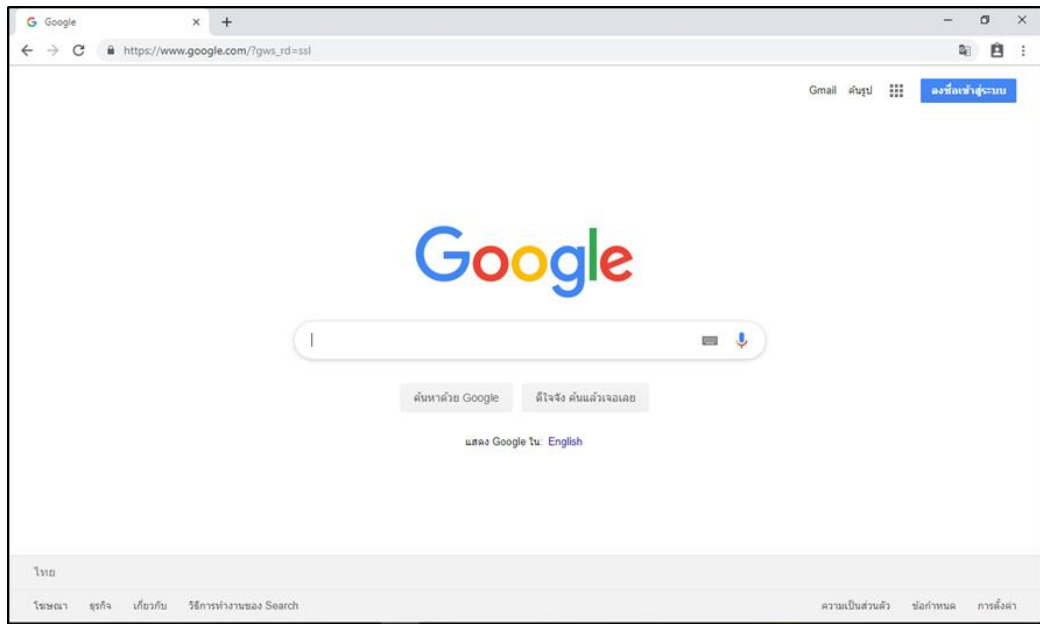 Google
https://www.google.com/?gws_rd=ssl
Gmail ค้นรูป ลงชื่อเข้าสู่ระบบ
Google
ค้นหาด้วย Google ดีใจจัง ค้นแล้วเจอเลย
แสดง Google ใน: English
ไทย
โฆษณา ธุรกิจ เกี่ยวกับ วิธีการทำงานของ Search ความเป็นส่วนตัว ข้อกำหนด การตั้งค่า